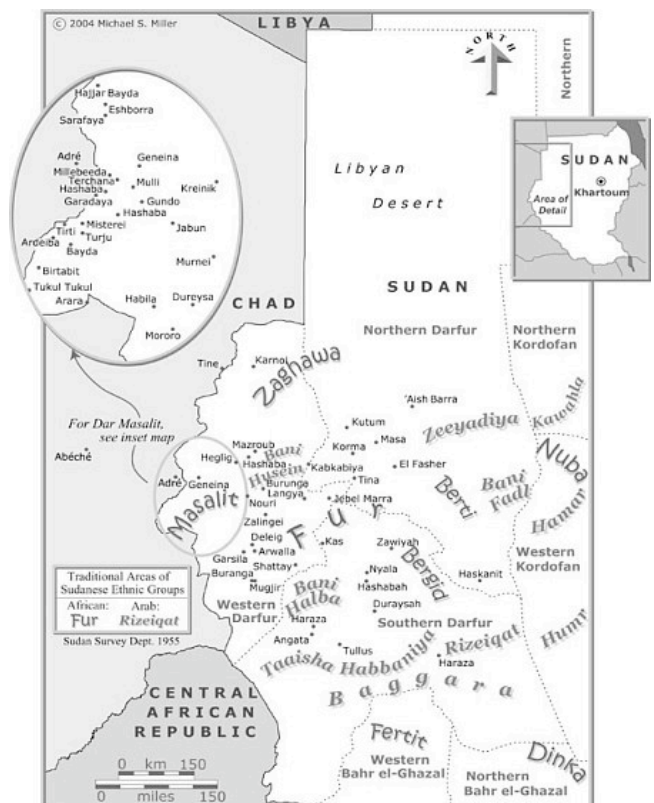 © 2004 Michael S. Miller
LIBYA
NORTH
Northern
Hajjar Bayda
Eshborra
Sarafaya
Adré
Geneina
Millebeeda
Terchana
Mulli
Kreinik
Hashaba
Garadaya
Gundo
Hashaba
Misterei
Jabun
Tirti
Turju
Ardeiba
Bayda
Murnei
Birtabit
Tukul Tukul
Arara
Habila
Dureysa
Mororo
Libyan
Desert
SUDAN
Khartoum
Area of
Detail
CHAD
SUDAN
Northern Darfur
Northern
Kordofan
Tine
Karnoi
Zaghawa
'Aish Barra
Kutum
Masa
Zeeyadiya
Kawahla
For Dar Masalit,
see inset map
Abéché
Mazroub
Korma
Heglig
Hashaba
Bani
Husein
Kabkabiya
El Fasher
Nuba
Adré
Geneina
Burunga
Tina
Berti
Bani
Fadl
Hamar
Masalit
Nouri
Langya
Jebel Marra
Fur
Zalingei
Deleig
Kas
Zawiyah
Western
Kordofan
Garsila
Arwalla
Shattay
Bergid
Buranga
Mugjir
Nyala
Hashabah
Haskanit
Traditional Areas of
Sudanese Ethnic Groups
African:
Arab:
Fur
Rizeiqat
Sudan Survey Dept. 1955
Western
Darfur
Bani
Halba
Duraysah
Haraza
Southern Darfur
Humr
Angata
Tullus
Rizeiqat
Haraza
Taaisha
Habbaniya
Baggara
CENTRAL
AFRICAN
REPUBLIC
Fertit
Western
Bahr el-Ghazal
Dinka
Northern
Bahr el-Ghazal
0 km 150
0 miles 150